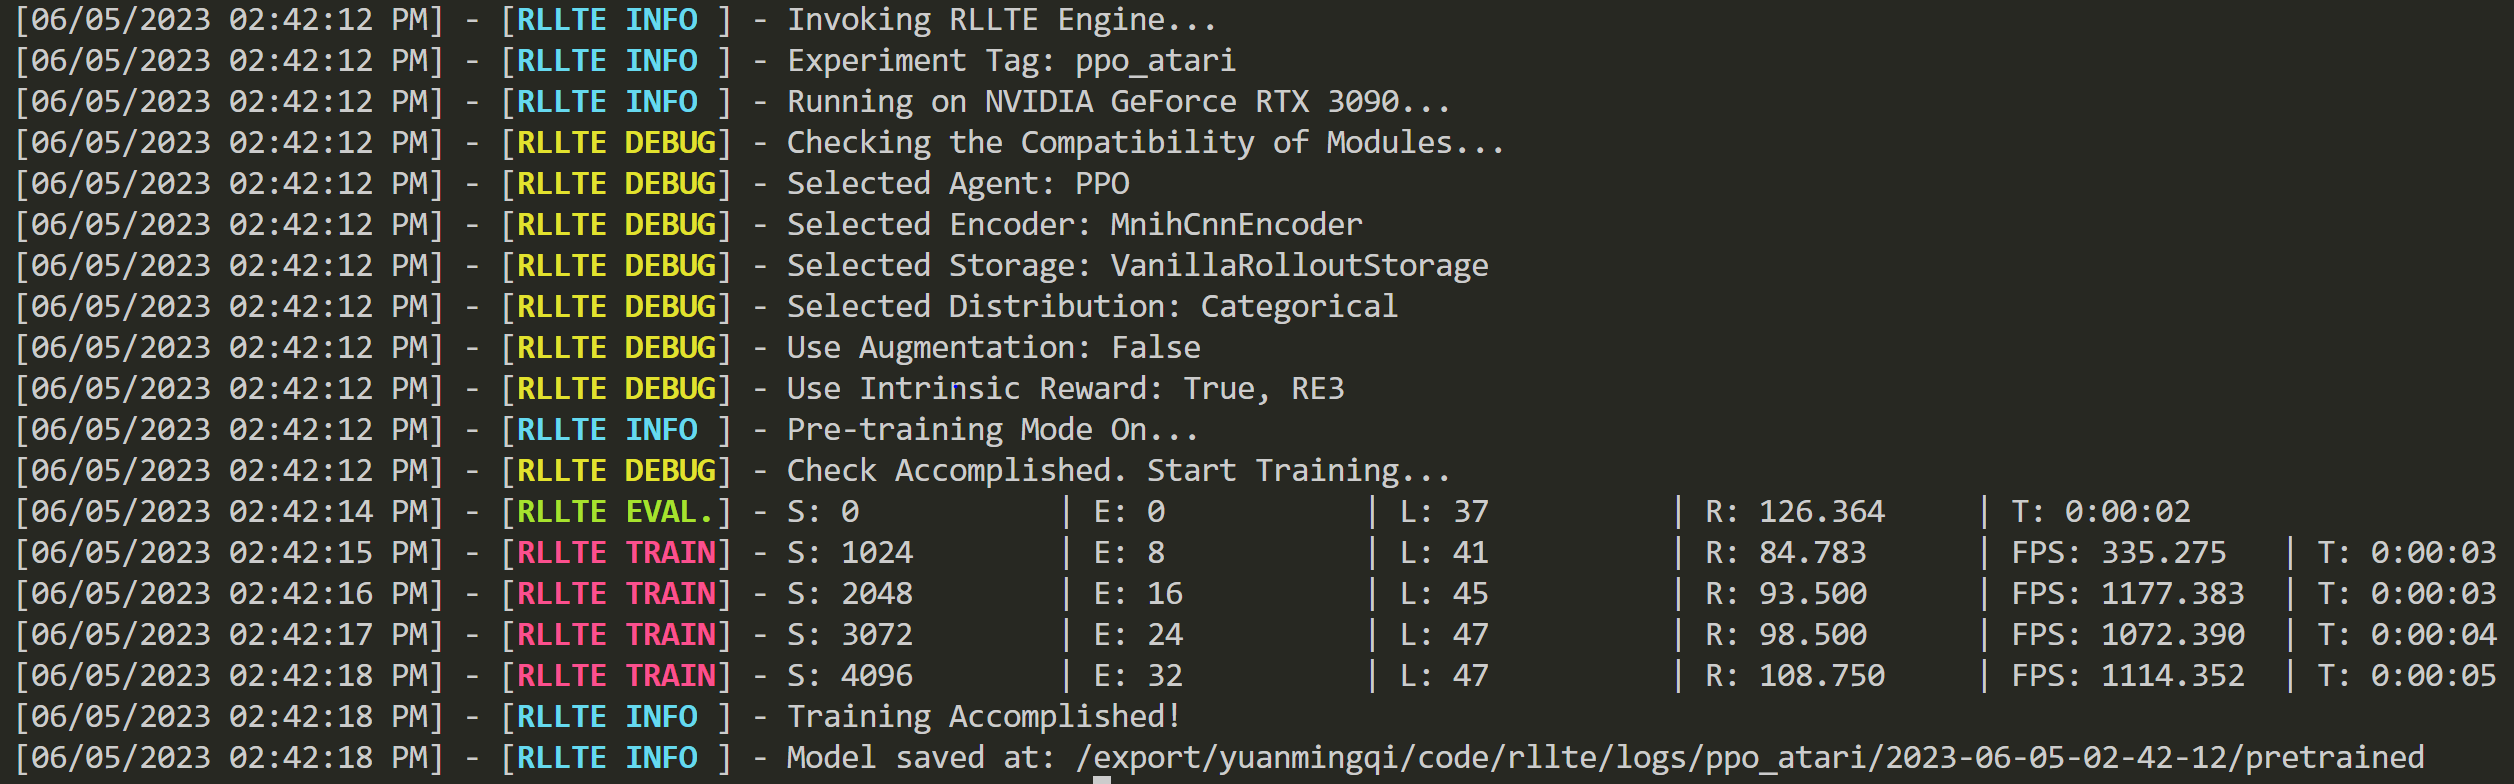 [06/05/2023 02:42:12 PM] - [RLLTE INFO ] - Invoking RLLTE Engine...
[06/05/2023 02:42:12 PM] - [RLLTE INFO ] - Experiment Tag: ppo_atari
[06/05/2023 02:42:12 PM] - [RLLTE INFO ] - Running on NVIDIA GeForce RTX 3090...
[06/05/2023 02:42:12 PM] - [RLLTE DEBUG] - Checking the Compatibility of Modules...
[06/05/2023 02:42:12 PM] - [RLLTE DEBUG] - Selected Agent: PPO
[06/05/2023 02:42:12 PM] - [RLLTE DEBUG] - Selected Encoder: MnihCnnEncoder
[06/05/2023 02:42:12 PM] - [RLLTE DEBUG] - Selected Storage: VanillaRolloutStorage
[06/05/2023 02:42:12 PM] - [RLLTE DEBUG] - Selected Distribution: Categorical
[06/05/2023 02:42:12 PM] - [RLLTE DEBUG] - Use Augmentation: False
[06/05/2023 02:42:12 PM] - [RLLTE DEBUG] - Use Intrinsic Reward: True, RE3
[06/05/2023 02:42:12 PM] - [RLLTE INFO ] - Pre-training Mode On...
[06/05/2023 02:42:12 PM] - [RLLTE DEBUG] - Check Accomplished. Start Training...
[06/05/2023 02:42:14 PM] - [RLLTE EVAL.] - S: 0 | E: 0 | L: 37 | R: 126.364 | T: 0:00:02
[06/05/2023 02:42:15 PM] - [RLLTE TRAIN] - S: 1024 | E: 8 | L: 41 | R: 84.783 | FPS: 335.275 | T: 0:00:03
[06/05/2023 02:42:16 PM] - [RLLTE TRAIN] - S: 2048 | E: 16 | L: 45 | R: 93.500 | FPS: 1177.383 | T: 0:00:03
[06/05/2023 02:42:17 PM] - [RLLTE TRAIN] - S: 3072 | E: 24 | L: 47 | R: 98.500 | FPS: 1072.390 | T: 0:00:04
[06/05/2023 02:42:18 PM] - [RLLTE TRAIN] - S: 4096 | E: 32 | L: 47 | R: 108.750 | FPS: 1114.352 | T: 0:00:05
[06/05/2023 02:42:18 PM] - [RLLTE INFO ] - Training Accomplished!
[06/05/2023 02:42:18 PM] - [RLLTE INFO ] - Model saved at: /export/yuanmingqi/code/rllte/logs/ppo_atari/2023-06-05-02-42-12/pretrained